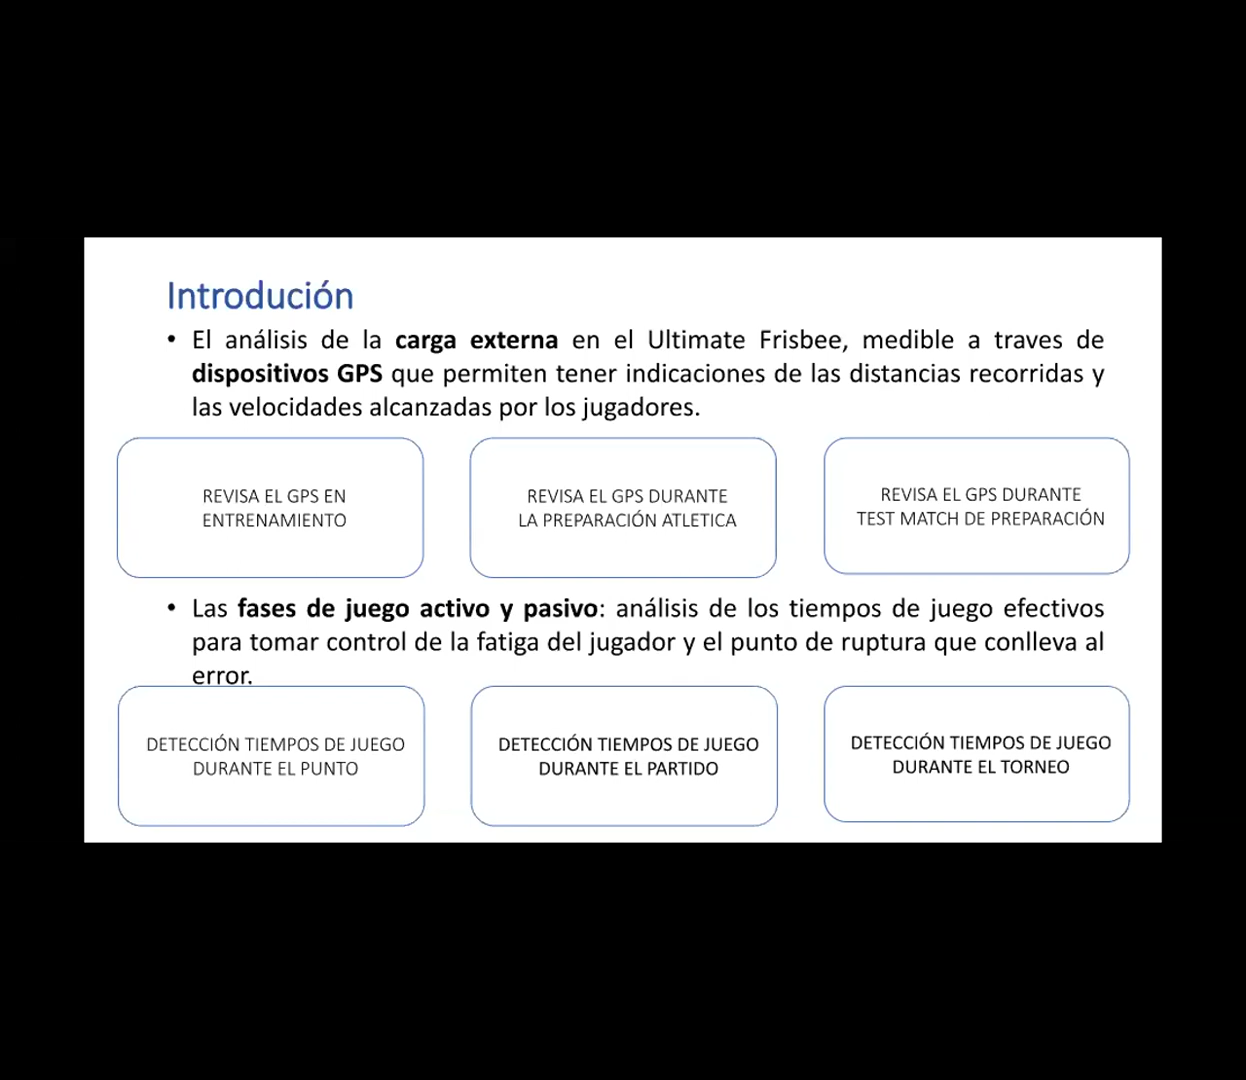 Introdución
• El análisis de la carga externa en el Ultimate Frisbee, medible a traves de
dispositivos GPS que permiten tener indicaciones de las distancias recorridas y
las velocidades alcanzadas por los jugadores.
REVISA EL GPS EN
ENTRENAMIENTO
REVISA EL GPS DURANTE
LA PREPARACIÓN ATLETICA
REVISA EL GPS DURANTE
TEST MATCH DE PREPARACIÓN
• Las fases de juego activo y pasivo: análisis de los tiempos de juego efectivos
para tomar control de la fatiga del jugador y el punto de ruptura que conlleva al
error.
DETECCIÓN TIEMPOS DE JUEGO
DURANTE EL PUNTO
DETECCIÓN TIEMPOS DE JUEGO
DURANTE EL PARTIDO
DETECCIÓN TIEMPOS DE JUEGO
DURANTE EL TORNEO